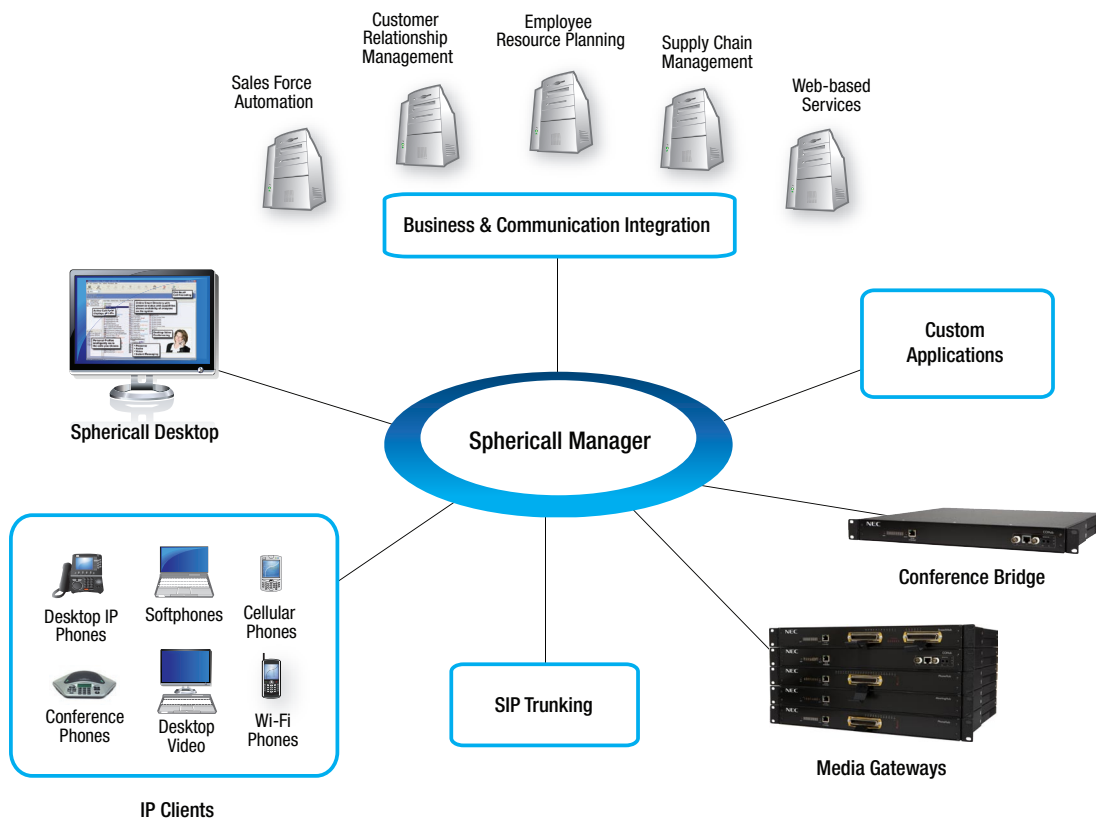 Customer
Relationship
Management
Employee
Resource Planning
Supply Chain
Management
Sales Force
Automation
Web-based
Services
Business & Communication Integration
Custom
Applications
Sphericall Desktop
Sphericall Manager
NEC
Conference Bridge
Desktop IP
Phones
Softphones
Cellular
Phones
Conference
Phones
Desktop
Video
Wi-Fi
Phones
IP Clients
SIP Trunking
NEC
NEC
NEC
NEC
NEC
Media Gateways